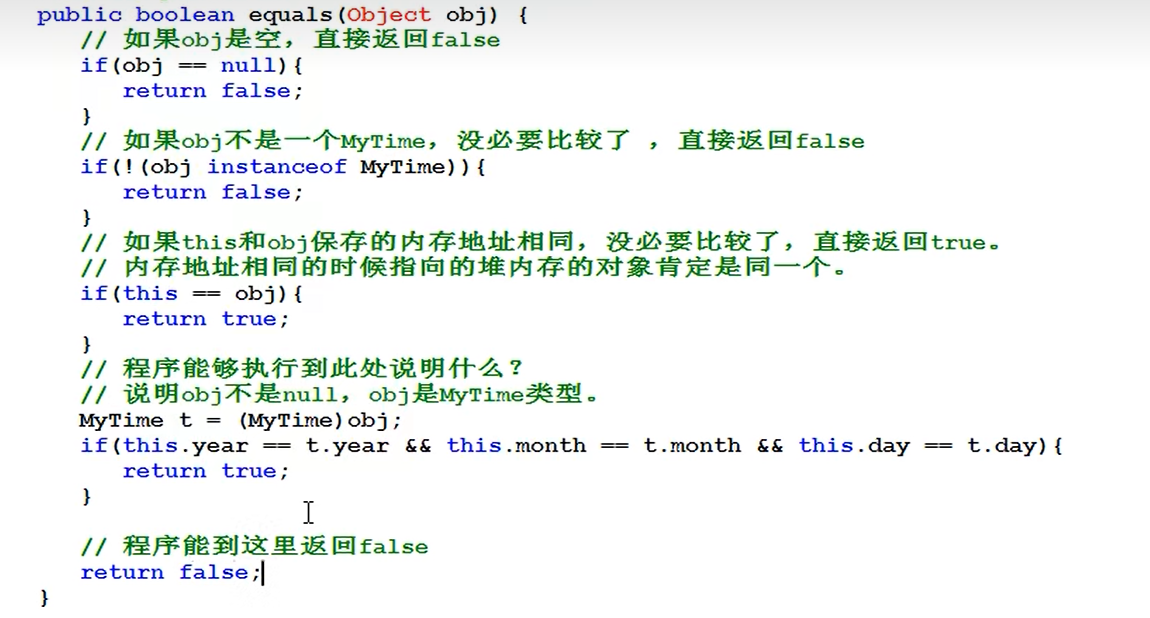 public boolean equals(Object obj) {
// 如果obj是空，直接返回false
if(obj == null){
return false;
}
// 如果obj不是一个MyTime，没必要比较了 ，直接返回false
if(!(obj instanceof MyTime)){
return false;
}
// 如果this和obj保存的内存地址相同，没必要比较了，直接返回true。
// 内存地址相同的时候指向的堆内存的对象肯定是同一个。
if(this == obj){
return true;
}
// 程序能够执行到此处说明什么？
// 说明obj不是null，obj是MyTime类型。
MyTime t = (MyTime)obj;
if(this.year == t.year && this.month == t.month && this.day == t.day){
return true;
}
// 程序能到这里返回false
return false;
}